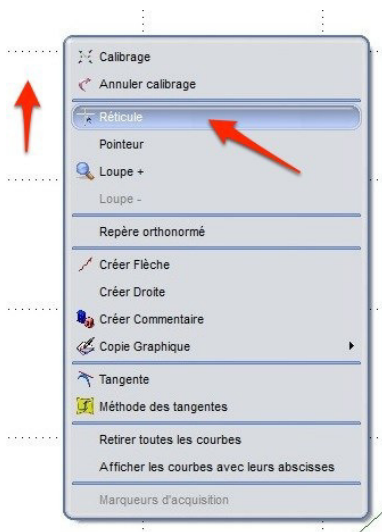 Calibrage
Annuler calibrage
Réticule
Pointeur
Loupe +
Loupe -
Repère orthonormé
Créer Flèche
Créer Droite
Créer Commentaire
Copie Graphique
Tangente
Méthode des tangentes
Retirer toutes les courbes
Afficher les courbes avec leurs abscisses
Marqueurs d'acquisition